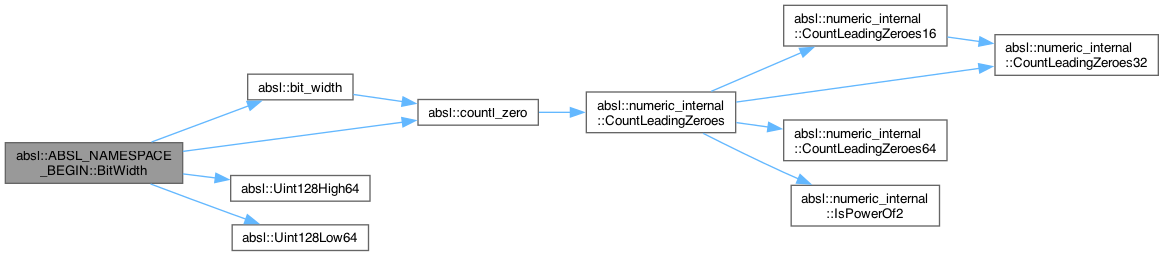 absl::ABSL_NAMESPACE
_BEGIN::BitWidth
absl::bit_width
absl::countl_zero
absl::numeric_internal
::CountLeadingZeroes
absl::numeric_internal
::CountLeadingZeroes16
absl::numeric_internal
::CountLeadingZeroes32
absl::numeric_internal
::CountLeadingZeroes64
absl::numeric_internal
::IsPowerOf2
absl::Uint128High64
absl::Uint128Low64